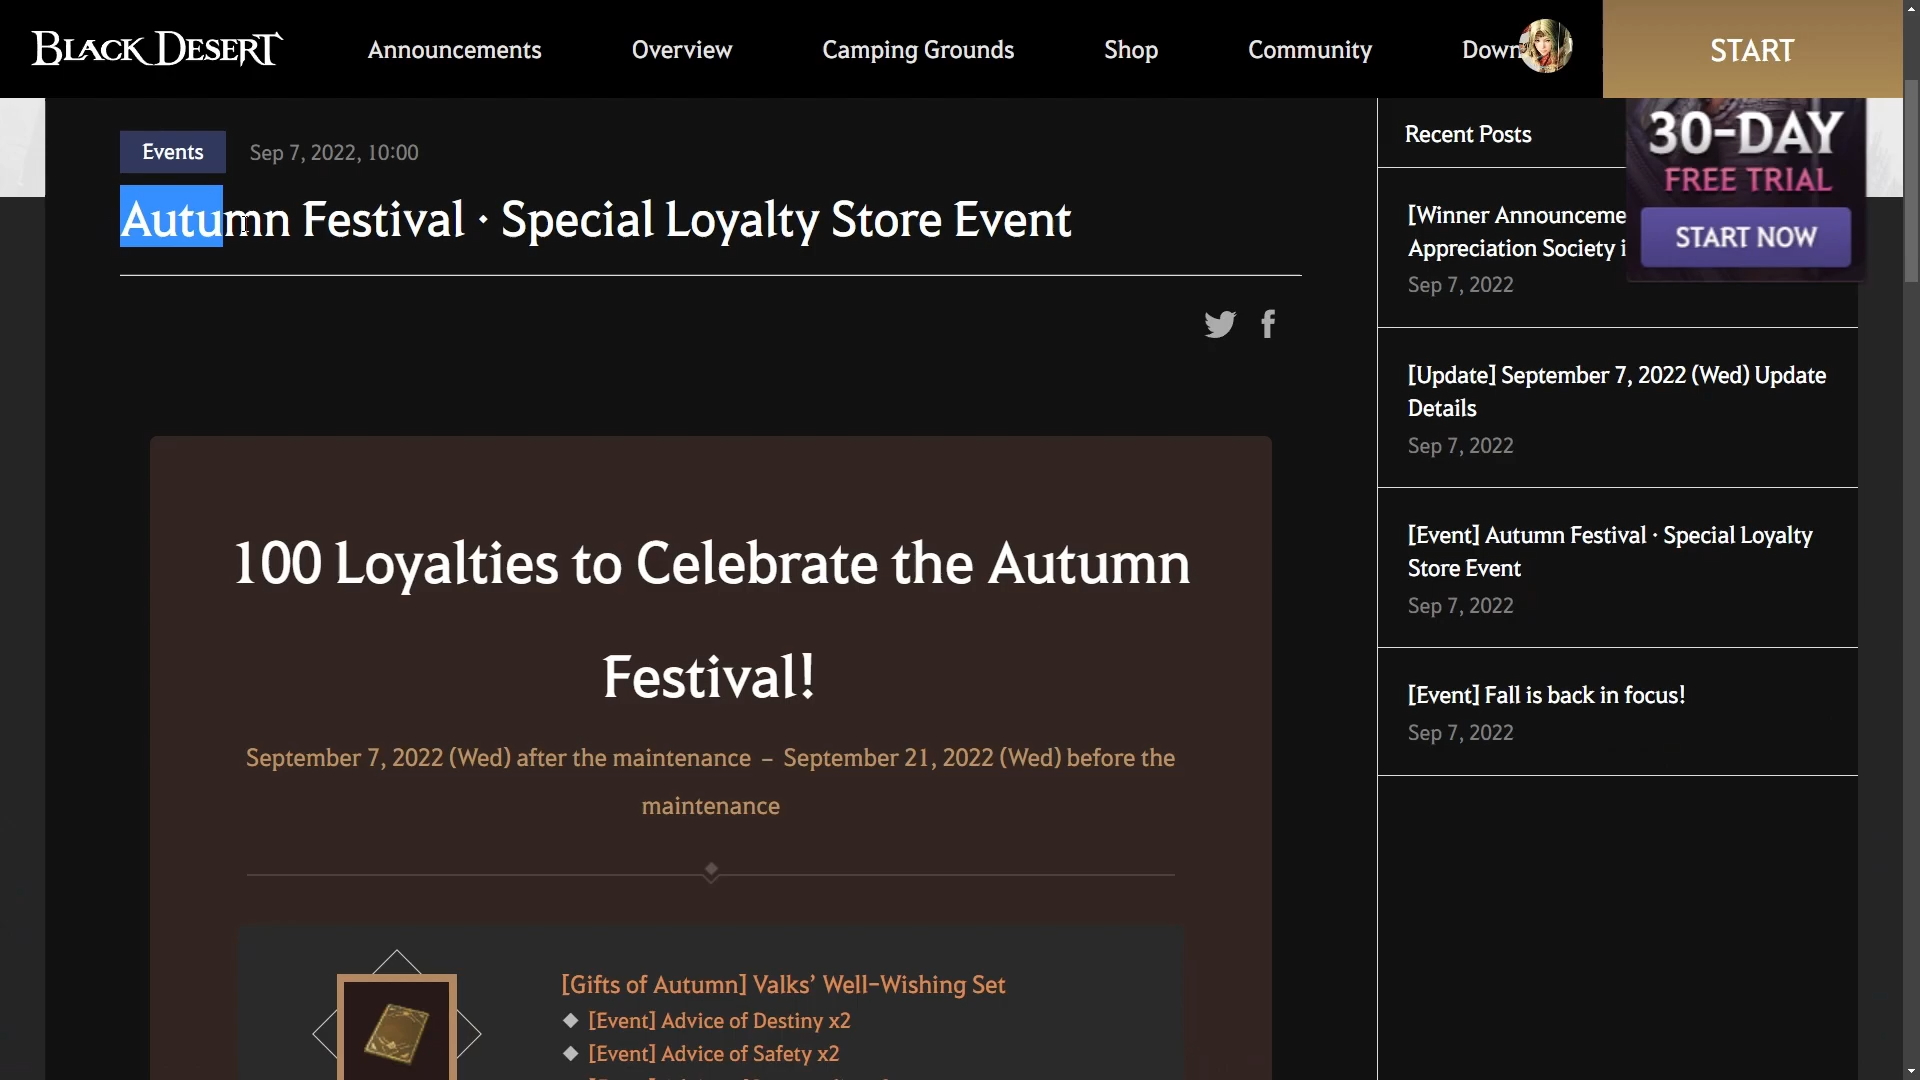 BLACK DESERT
Announcements
Overview
Camping Grounds
Shop
Community
START
Events
Sep 7, 2022, 10:00
Autumn Festival · Special Loyalty Store Event
100 Loyalties to Celebrate the Autumn
Festival!
September 7, 2022 (Wed) after the maintenance – September 21, 2022 (Wed) before the
maintenance
[Gifts of Autumn] Valks’ Well-Wishing Set
◆ [Event] Advice of Destiny x2
◆ [Event] Advice of Safety x2
Recent Posts
30-DAY
FREE TRIAL
START NOW
[Winner
Appreciation Society
Sep 7, 2022
[Update] September 7, 2022 (Wed) Update
Details
Sep 7, 2022
[Event] Autumn Festival · Special Loyalty
Store Event
Sep 7, 2022
[Event] Fall is back in focus!
Sep 7, 2022